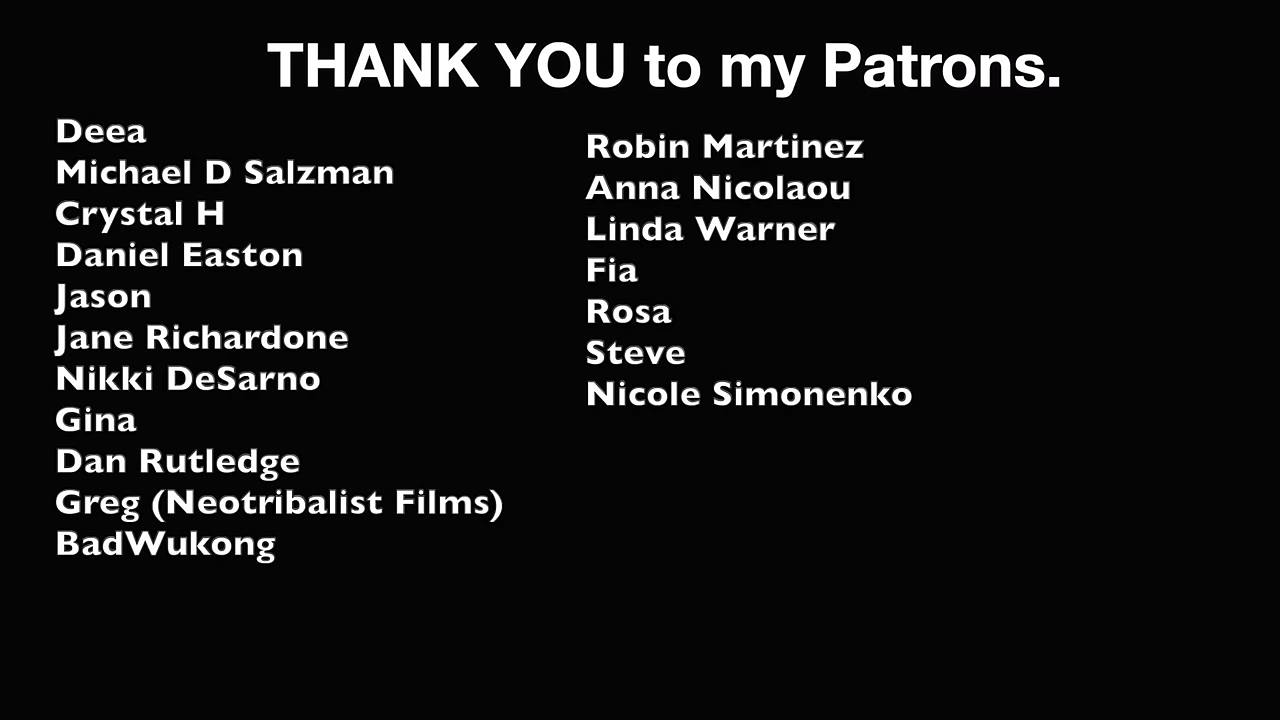 THANK YOU to my Patrons.
Deea
Michael D Salzman
Crystal H
Daniel Easton
Jason
Jane Richardone
Nikki DeSarno
Gina
Dan Rutledge
Greg (Neotribalist Films)
BadWukong
Robin Martinez
Anna Nicolaou
Linda Warner
Fia
Rosa
Steve
Nicole Simonenko